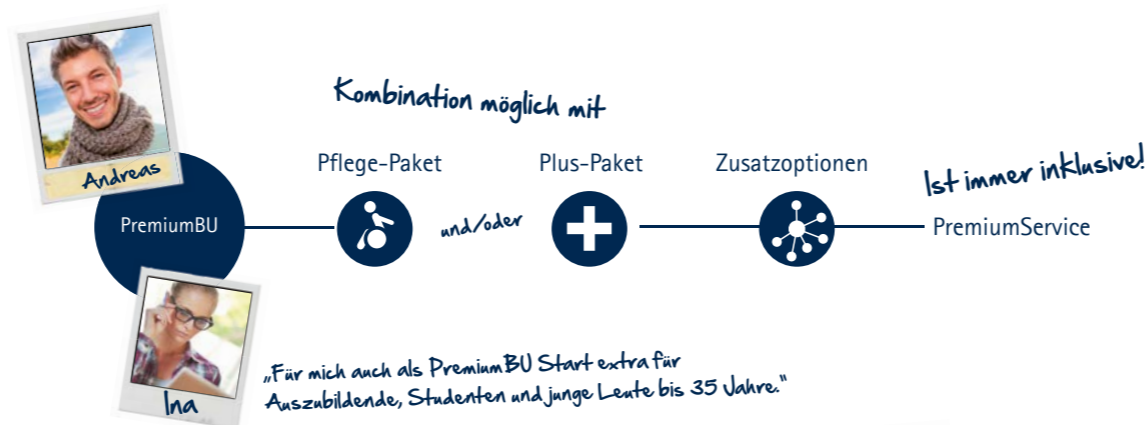 Kombination möglich mit
Andreas
PremiumBU
Pflege-Paket
und/oder
Plus-Paket
Zusatzoptionen
Ist immer inklusive!
PremiumService
Ina
„Für mich auch als PremiumBU Start extra für
Auszubildende, Studenten und junge Leute bis 35 Jahre."